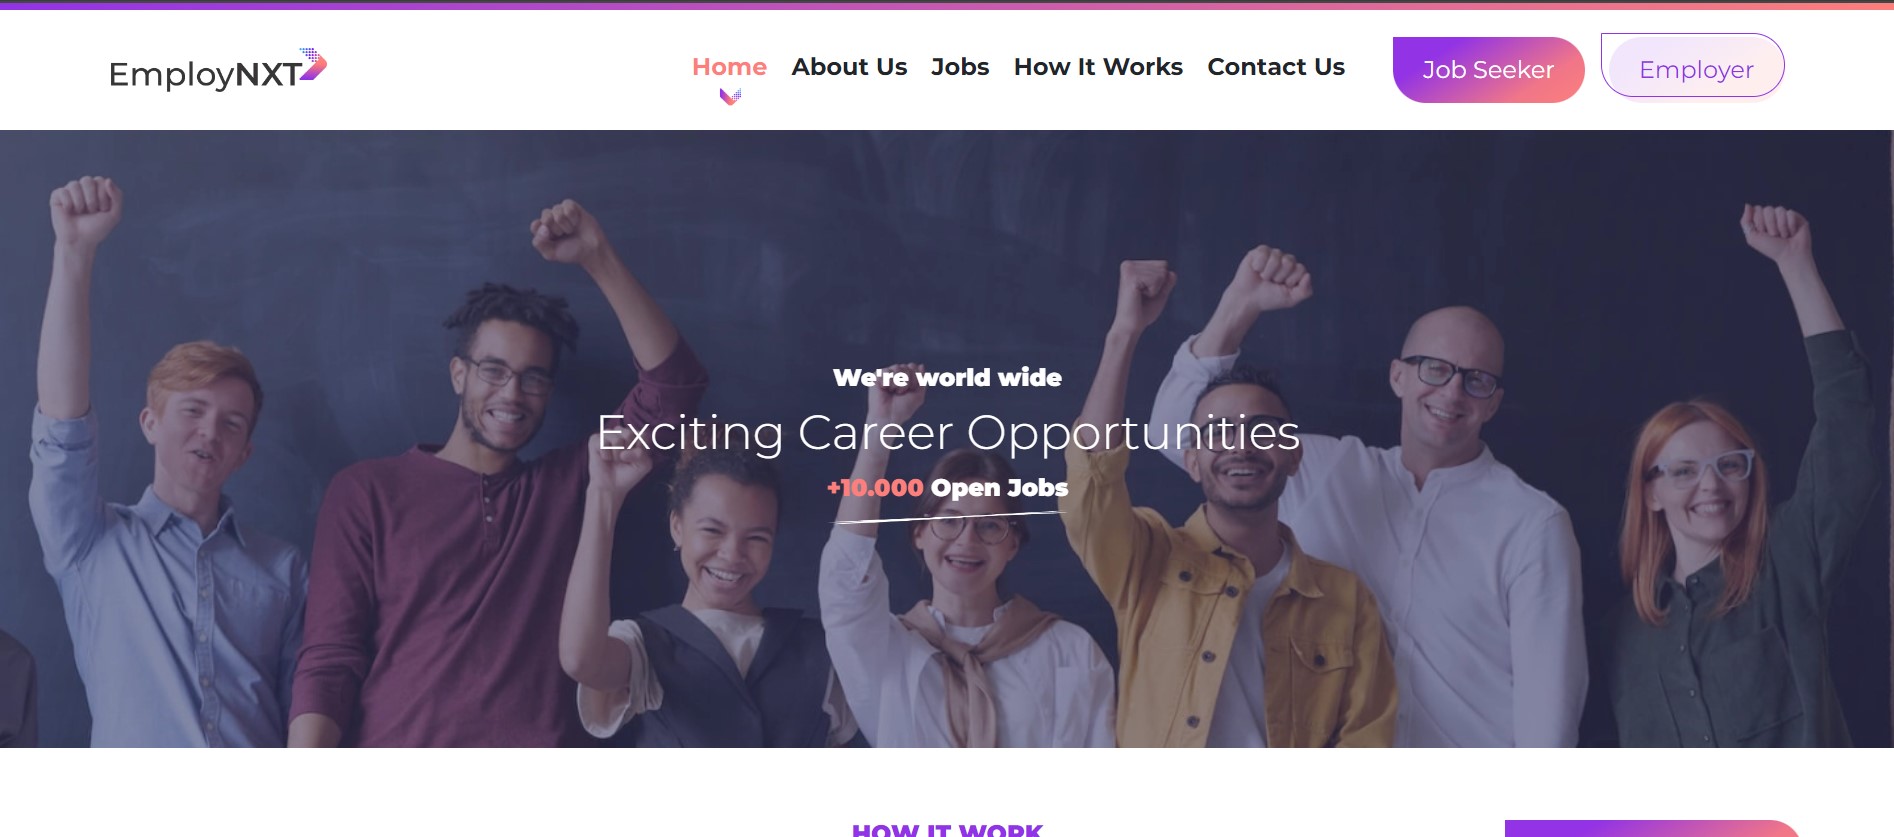 EmployNXT
Home About Us Jobs How It Works Contact Us Job Seeker Employer
We're world wide
Exciting Career Opportunities
+10.000 Open Jobs
HOW IT WORK